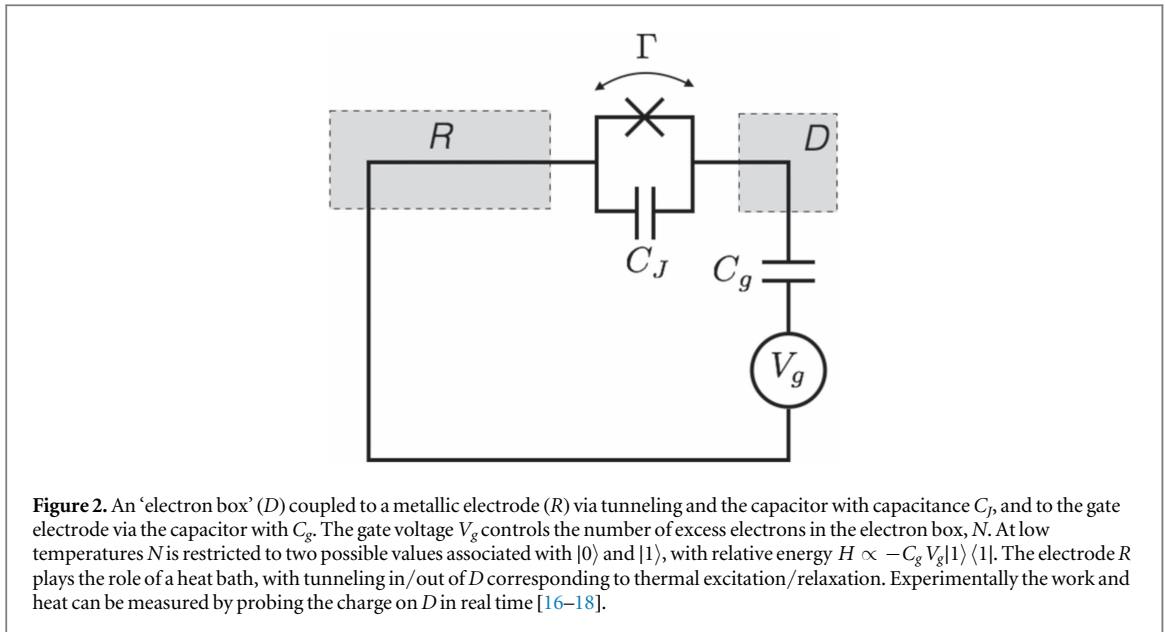 Γ
R
D
C_J
C_g
V_g
Figure 2. An ‘electron box’ (D) coupled to a metallic electrode (R) via tunneling and the capacitor with capacitance C_J, and to the gate
electrode via the capacitor with C_g. The gate voltage V_g controls the number of excess electrons in the electron box, N. At low
temperatures N is restricted to two possible values associated with |0⟩ and |1⟩, with relative energy H ∝ −C_g V_g|1⟩ ⟨1|. The electrode R
plays the role of a heat bath, with tunneling in/out of D corresponding to thermal excitation/relaxation. Experimentally the work and
heat can be measured by probing the charge on D in real time [16–18].